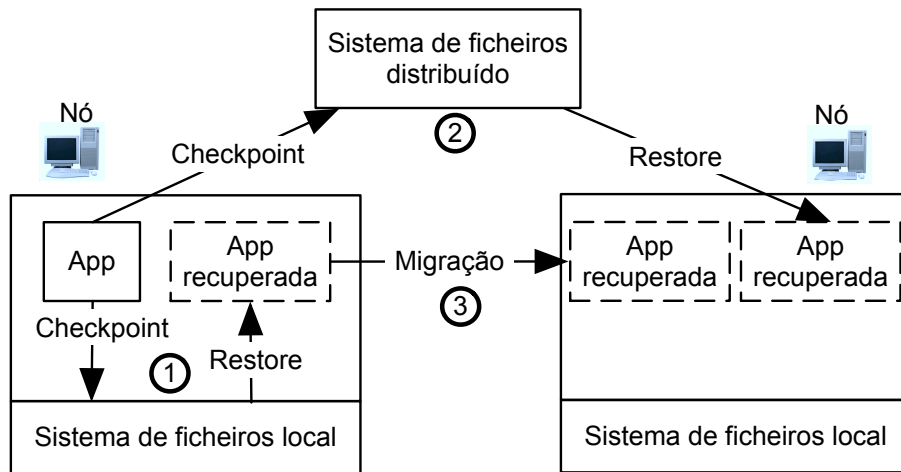 Sistema de ficheiros
distribuído
Nó
2
Nó
Checkpoint
Restore
App
App
recuperada
Migração
App
recuperada
App
recuperada
3
Checkpoint
1
Restore
Sistema de ficheiros local
Sistema de ficheiros local